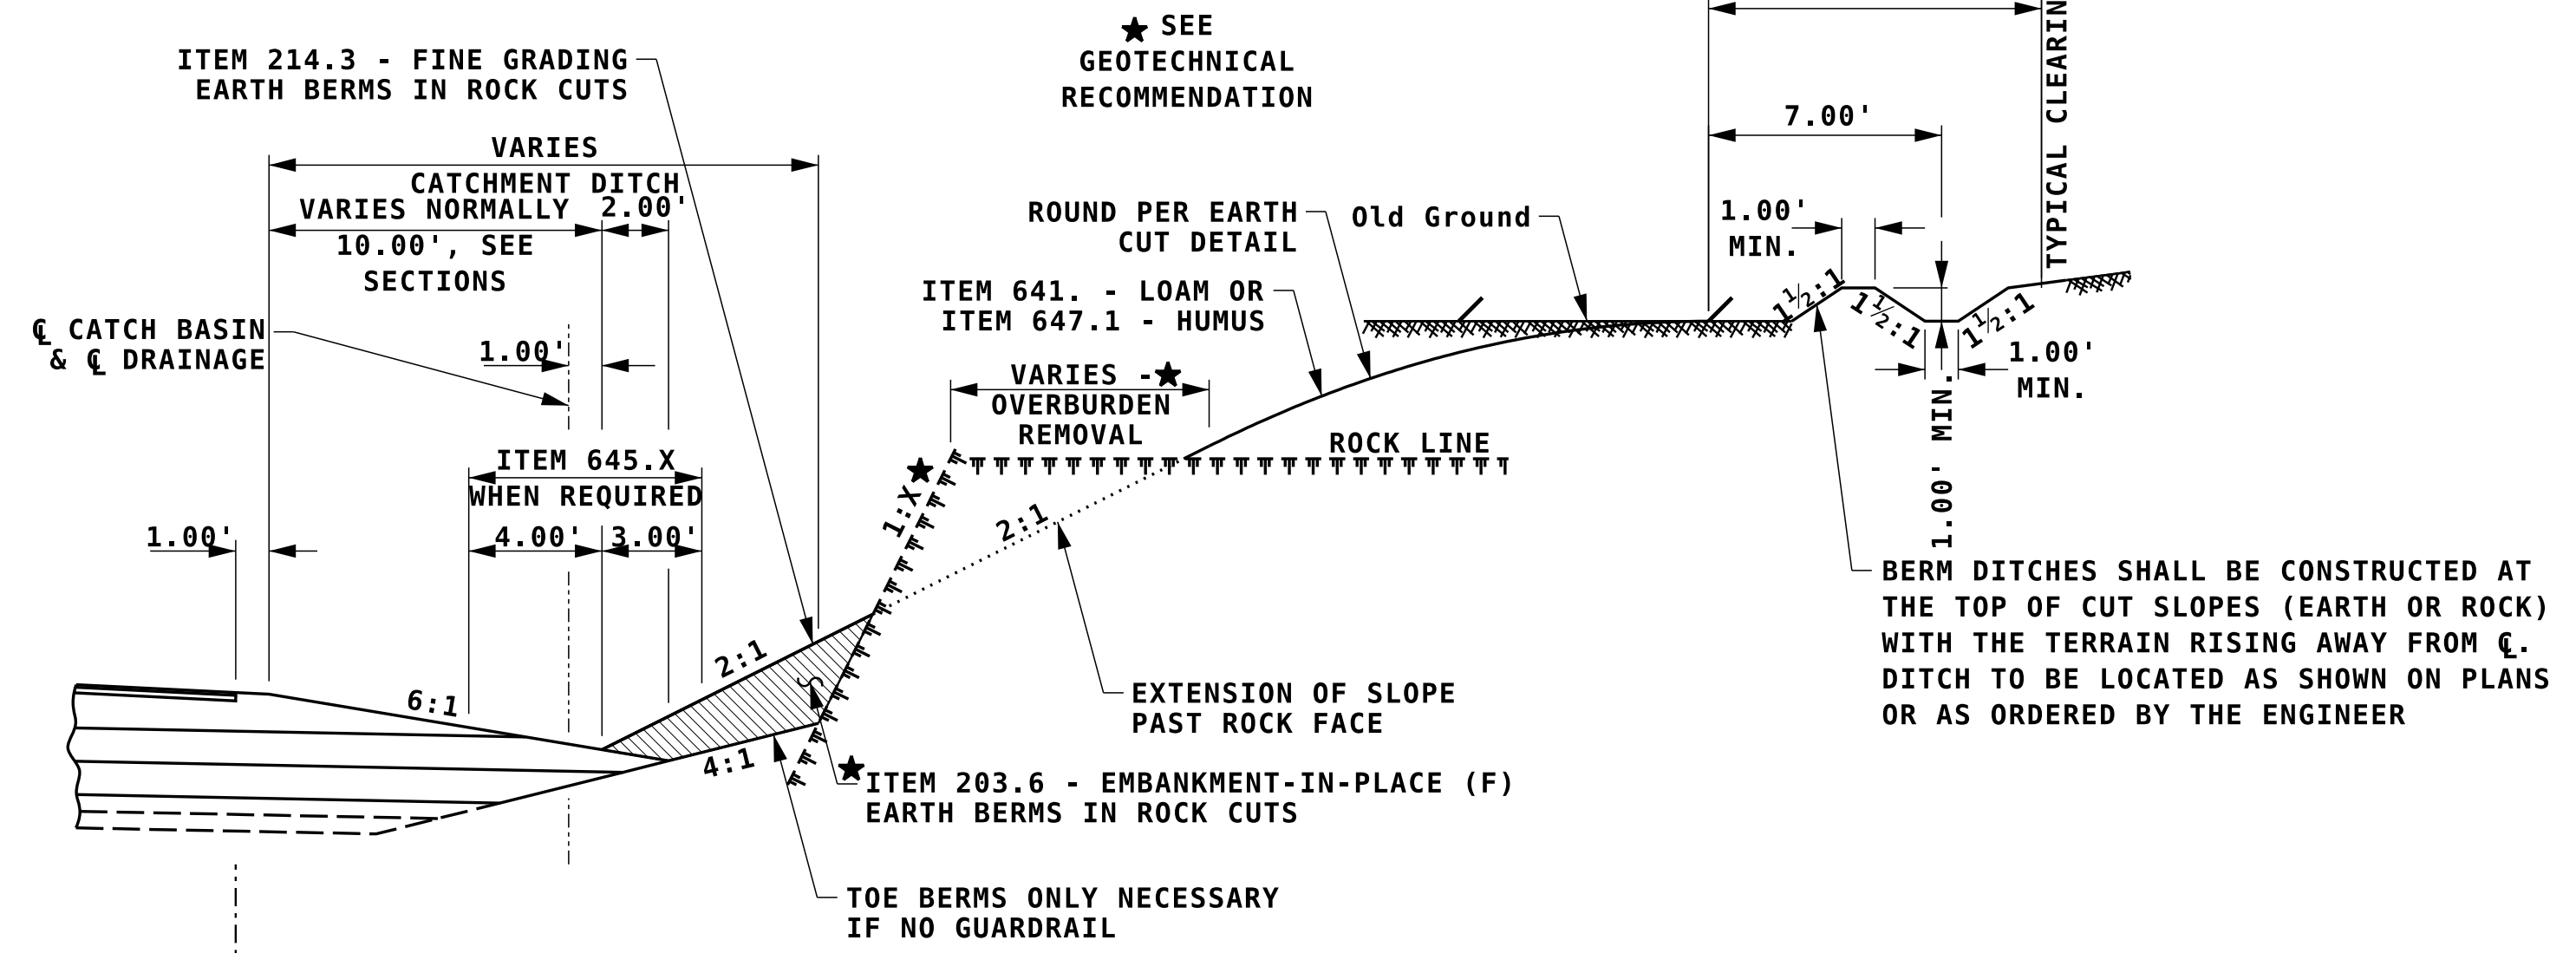 ★ SEE
GEOTECHNICAL
RECOMMENDATION
ITEM 214.3 - FINE GRADING
EARTH BERMS IN ROCK CUTS
VARIES
CATCHMENT DITCH
VARIES NORMALLY
10.00', SEE
SECTIONS
2.00'
℄ CATCH BASIN
& ℄ DRAINAGE
1.00'
ITEM 645.X
WHEN REQUIRED
1.00'
4.00'
3.00'
6:1
2:1
4:1
1:X ★
2:1
ROUND PER EARTH
CUT DETAIL
Old Ground
ITEM 641. - LOAM OR
ITEM 647.1 - HUMUS
VARIES - ★
OVERBURDEN
REMOVAL
ROCK LINE
7.00'
TYPICAL CLEARIN
1.00'
MIN.
1½:1
1½:1
1½:1
1.00'
MIN.
1.00' MIN.
BERM DITCHES SHALL BE CONSTRUCTED AT
THE TOP OF CUT SLOPES (EARTH OR ROCK)
WITH THE TERRAIN RISING AWAY FROM ℄.
DITCH TO BE LOCATED AS SHOWN ON PLANS
OR AS ORDERED BY THE ENGINEER
EXTENSION OF SLOPE
PAST ROCK FACE
★ ITEM 203.6 - EMBANKMENT-IN-PLACE (F)
EARTH BERMS IN ROCK CUTS
TOE BERMS ONLY NECESSARY
IF NO GUARDRAIL